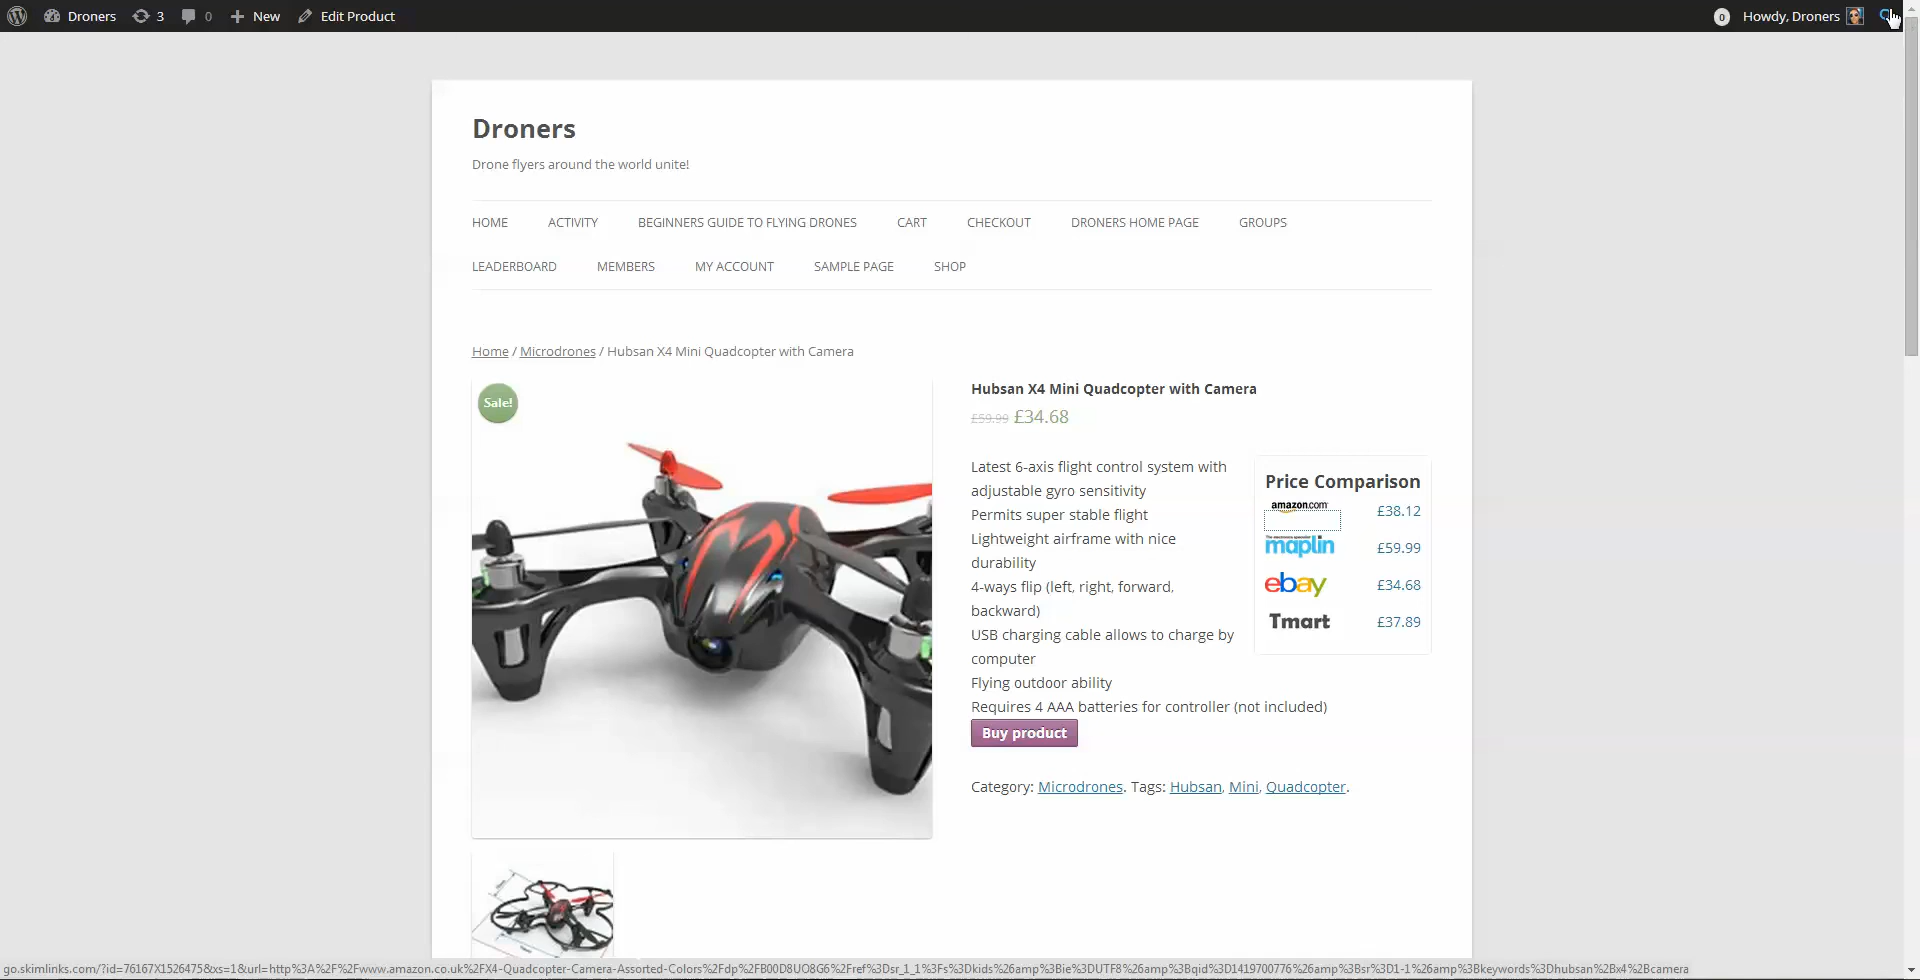 Droners 3 0 New Edit Product 0 Howdy, Droners
Droners
Drone flyers around the world unite!
HOME ACTIVITY BEGINNERS GUIDE TO FLYING DRONES CART CHECKOUT DRONERS HOME PAGE GROUPS
LEADERBOARD MEMBERS MY ACCOUNT SAMPLE PAGE SHOP
Home / Microdrones / Hubsan X4 Mini Quadcopter with Camera
Sale!
Hubsan X4 Mini Quadcopter with Camera
£59.99 £34.68
Latest 6-axis flight control system with
adjustable gyro sensitivity
Permits super stable flight
Lightweight airframe with nice
durability
4-ways flip (left, right, forward,
backward)
USB charging cable allows to charge by
computer
Flying outdoor ability
Requires 4 AAA batteries for controller (not included)
Price Comparison
amazon.com £38.12
maplin £59.99
ebay £34.68
Tmart £37.89
Buy product
Category: Microdrones. Tags: Hubsan, Mini, Quadcopter.
go.skimlinks.com/?id=76167X1526475&xs=1&url=http%3A%2F%2Fwww.amazon.co.uk%2FX4-Quadcopter-Camera-Assorted-Colors%2Fdp%2FB00D8UO8G6%2Fref%3Dsr_1_1%3Fs%3Dkids%26amp%3Bie%3DUTF8%26amp%3Bqid%3D1419700776%26amp%3Bsr%3D1-1%26amp%3Bkeywords%3Dhubsan%2Bx4%2Bcamera